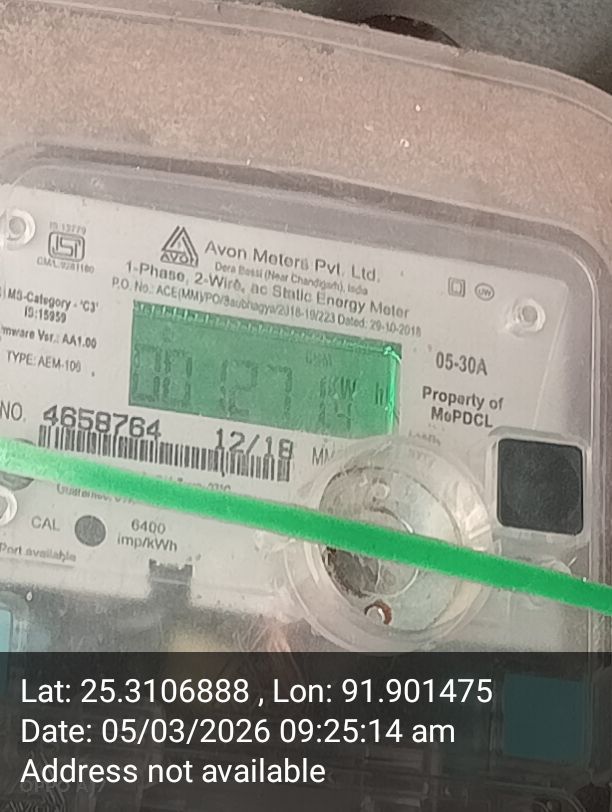 IS:13779
ISI
CM/L:9281160
AVON
Avon Meters Pvt. Ltd.
Dera Bassi (Near Chandigarh), India
1-Phase, 2-Wire, ac Static Energy Meter
P.O. No.: ACE(MM)/PO/Saubhagya/2018-19/223 Dated: 29-10-2018
MS-Category - 'C3'
IS:15959
mware Ver.: AA1.00
TYPE: AEM-106
KW h
05-30A
Property of
MePDCL
NO. 4658764 12/18
CAL
6400
imp/kWh
Port available
Lat: 25.3106888 , Lon: 91.901475
Date: 05/03/2026 09:25:14 am
Address not available